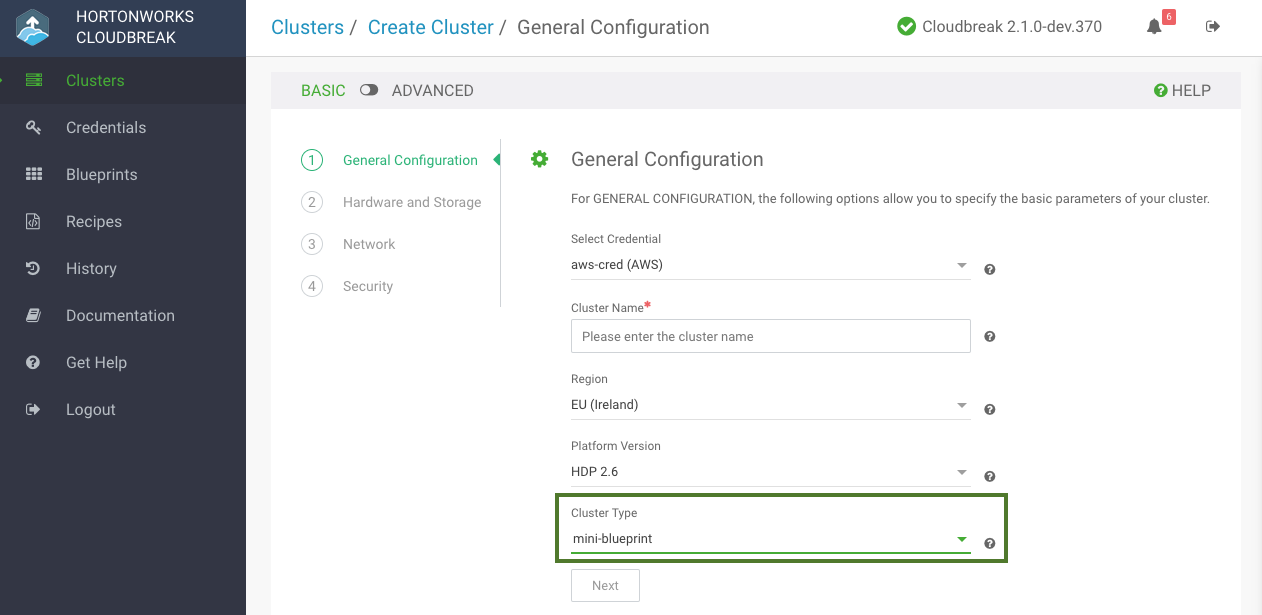 HORTONWORKS
CLOUDBREAK
Clusters
Credentials
Blueprints
Recipes
History
Documentation
Get Help
Logout
Clusters / Create Cluster / General Configuration
Cloudbreak 2.1.0-dev.370
6
BASIC ADVANCED
HELP
1 General Configuration
2 Hardware and Storage
3 Network
4 Security
General Configuration
For GENERAL CONFIGURATION, the following options allow you to specify the basic parameters of your cluster.
Select Credential
aws-cred (AWS)
Cluster Name*
Please enter the cluster name
Region
EU (Ireland)
Platform Version
HDP 2.6
Cluster Type
mini-blueprint
Next